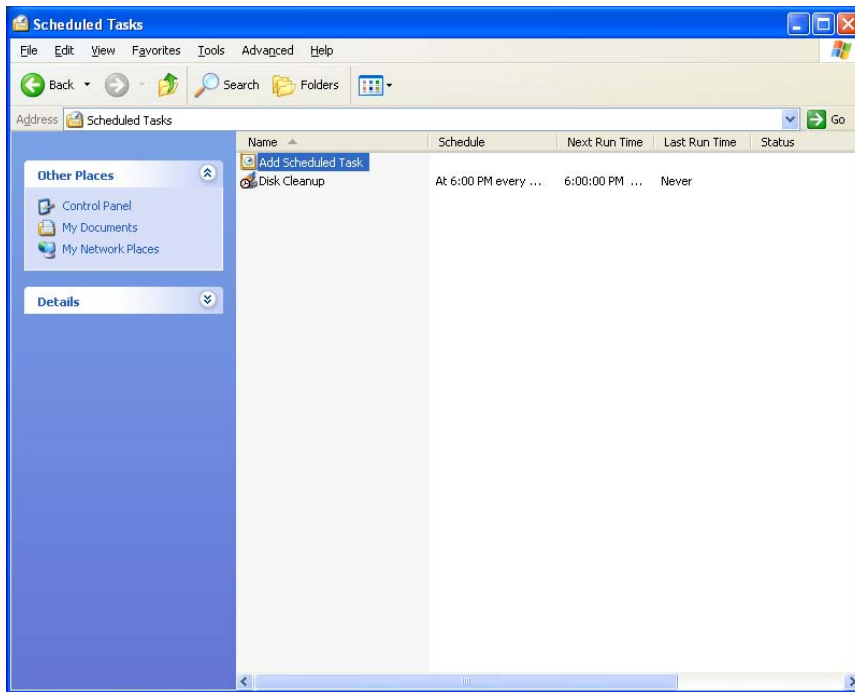 Scheduled Tasks
File Edit View Favorites Tools Advanced Help
Back Search Folders
Address Scheduled Tasks Go
Name Schedule Next Run Time Last Run Time Status
Add Scheduled Task
Disk Cleanup At 6:00 PM every ... 6:00:00 PM ... Never
Other Places
Control Panel
My Documents
My Network Places
Details